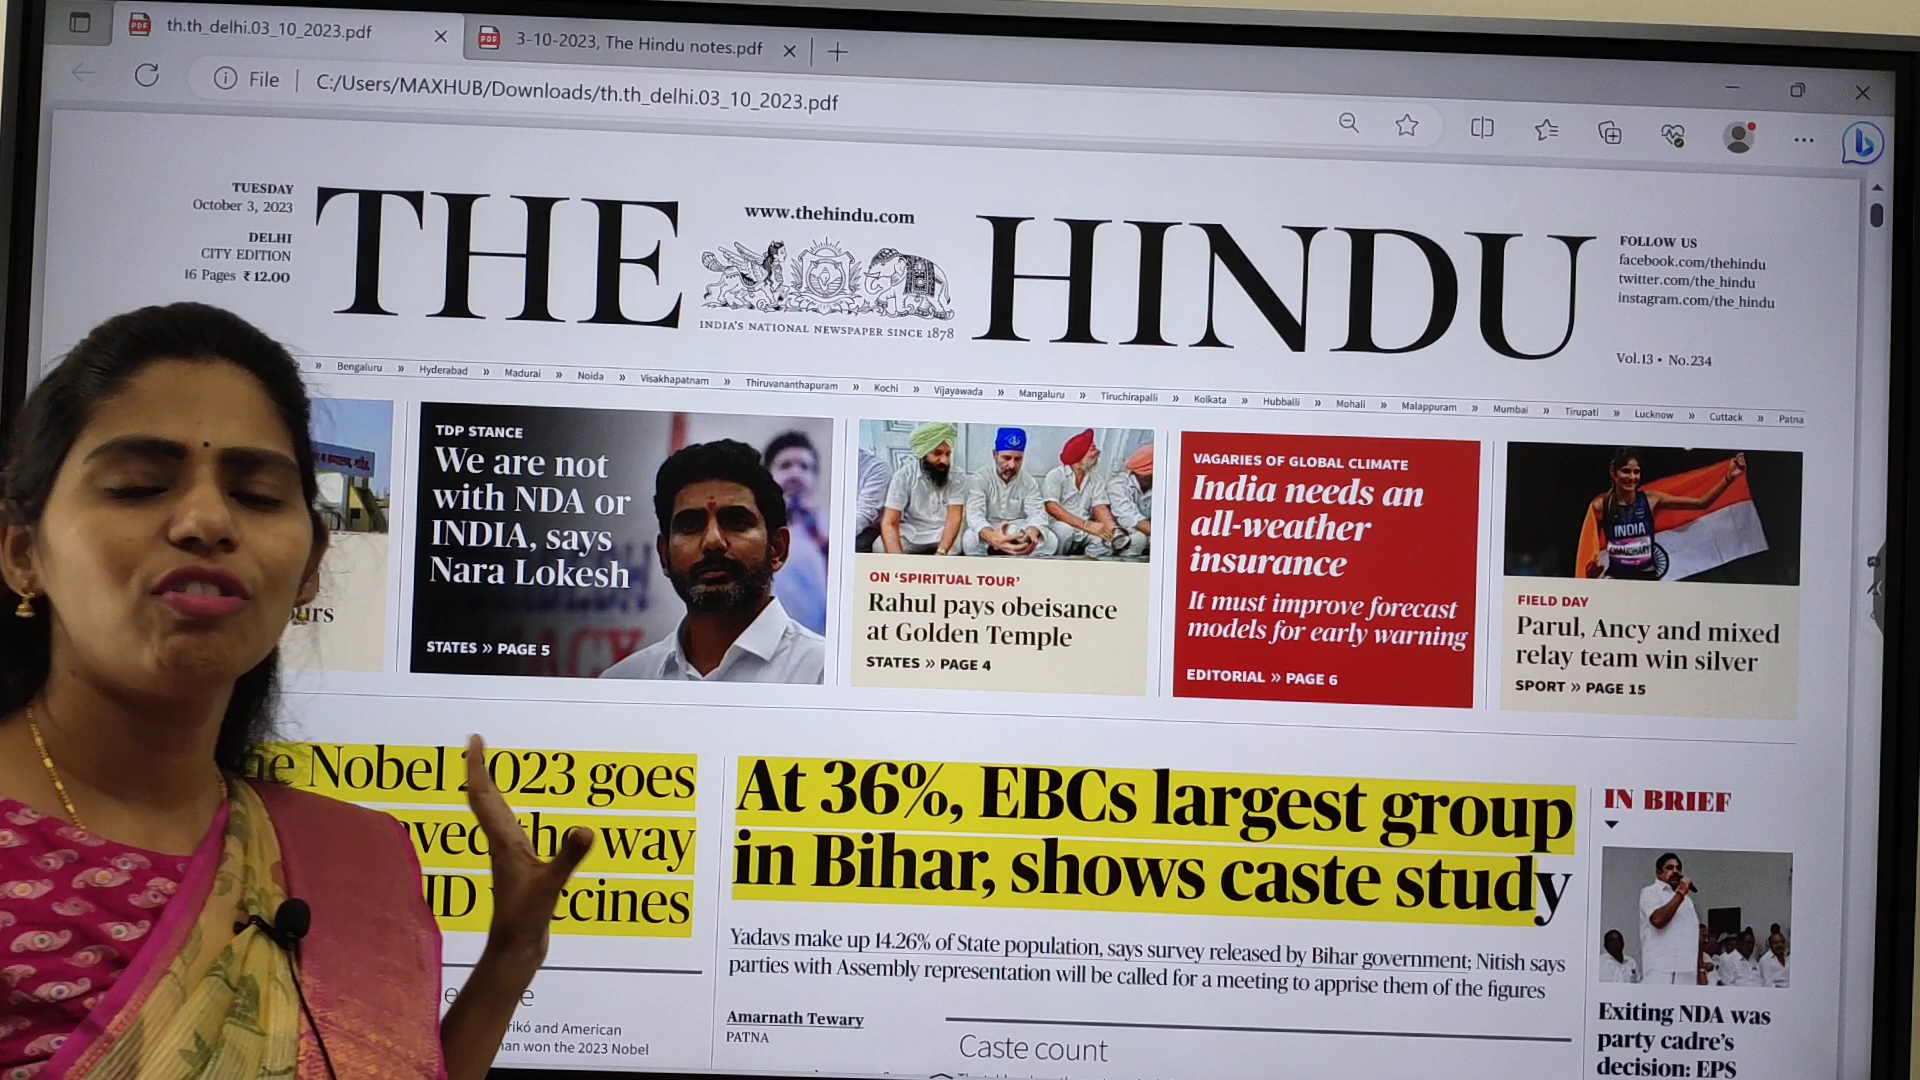 th.th_delhi.03_10_2023.pdf
3-10-2023, The Hindu notes.pdf
File
C:/Users/MAXHUB/Downloads/th.th_delhi.03_10_2023.pdf
TUESDAY
October 3, 2023
DELHI
CITY EDITION
16 Pages ₹ 12.00
THE HINDU
www.thehindu.com
INDIA'S NATIONAL NEWSPAPER SINCE 1878
FOLLOW US
facebook.com/thehindu
twitter.com/the_hindu
instagram.com/the_hindu
Vol.13 • No.234
» Bengaluru » Hyderabad » Madurai » Noida » Visakhapatnam » Thiruvananthapuram » Kochi » Vijayawada » Mangaluru » Tiruchirapalli » Kolkata » Hubballi » Mohali » Malappuram » Mumbai » Tirupati » Lucknow » Cuttack » Patna
TDP STANCE
We are not
with NDA or
INDIA, says
Nara Lokesh
STATES » PAGE 5
ON ‘SPIRITUAL TOUR’
Rahul pays obeisance
at Golden Temple
STATES » PAGE 4
VAGARIES OF GLOBAL CLIMATE
India needs an
all-weather
insurance
It must improve forecast
models for early warning
EDITORIAL » PAGE 6
INDIA
CHAUDHARY
FIELD DAY
Parul, Ancy and mixed
relay team win silver
SPORT » PAGE 15
Nobel 2023 goes
the way
At 36%, EBCs largest group
in Bihar, shows caste study
Yadavs make up 14.26% of State population, says survey released by Bihar government; Nitish says
parties with Assembly representation will be called for a meeting to apprise them of the figures
Amarnath Tewary
PATNA
Caste count
and American
won the 2023 Nobel
IN BRIEF
Exiting NDA was
party cadre's
decision: EPS